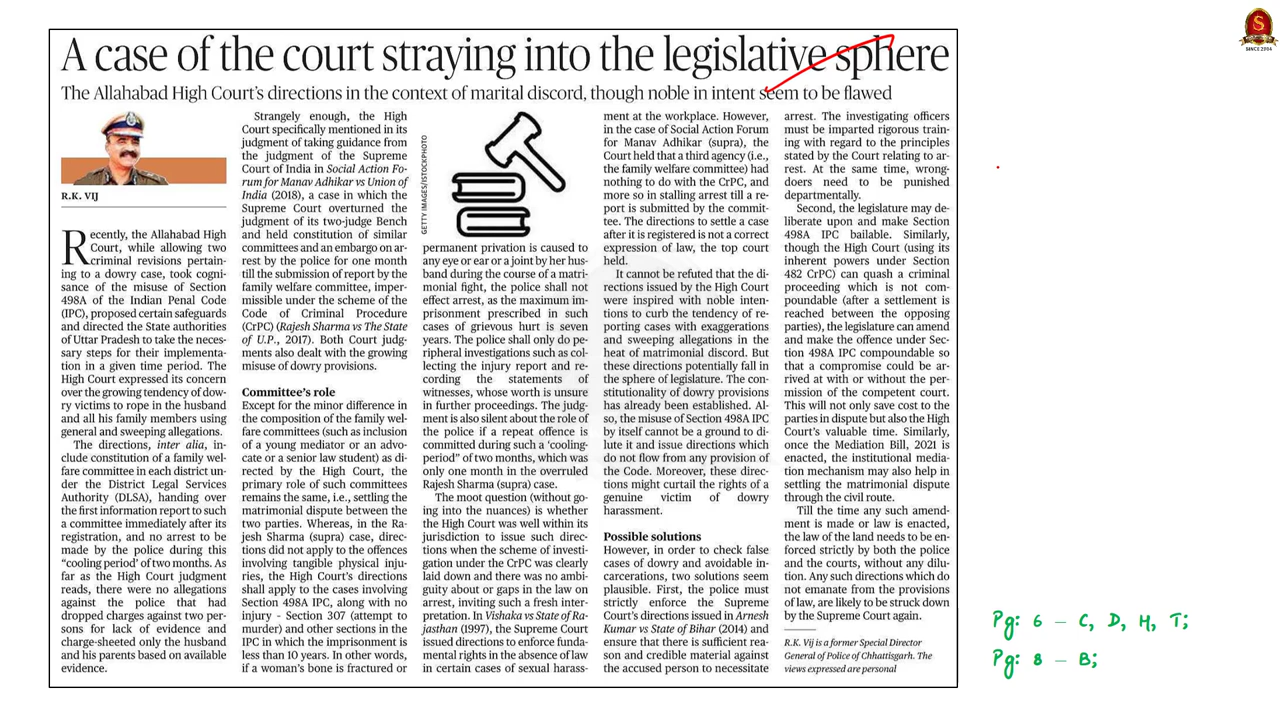 A case of the court straying into the legislative sphere
The Allahabad High Court's directions in the context of marital discord, though noble in intent seem to be flawed
R.K. VIJ
Recently, the Allahabad High
Court, while allowing two
criminal revisions pertain-
ing to a dowry case, took cogni-
sance of the misuse of Section
498A of the Indian Penal Code
(IPC), proposed certain safeguards
and directed the State authorities
of Uttar Pradesh to take the neces-
sary steps for their implementa-
tion in a given time period. The
High Court expressed its concern
over the growing tendency of dow-
ry victims to rope in the husband
and all his family members using
general and sweeping allegations.
The directions, inter alia, in-
clude constitution of a family wel-
fare committee in each district un-
der the District Legal Services
Authority (DLSA), handing over
the first information report to such
a committee immediately after its
registration, and no arrest to be
made by the police during this
"cooling period' of two months. As
far as the High Court judgment
reads, there were no allegations
against the police that had
dropped charges against two per-
sons for lack of evidence and
charge-sheeted only the husband
and his parents based on available
evidence.
Strangely enough, the High
Court specifically mentioned in its
judgment of taking guidance from
the judgment of the Supreme
Court of India in Social Action Fo-
rum for Manav Adhikar vs Union of
India (2018), a case in which the
Supreme Court overturned the
judgment of its two-judge Bench
and held constitution of similar
committees and an embargo on ar-
rest by the police for one month
till the submission of report by the
family welfare committee, imper-
missible under the scheme of the
Code of Criminal Procedure
(CrPC) (Rajesh Sharma vs The State
of U.P., 2017). Both Court judg-
ments also dealt with the growing
misuse of dowry provisions.
Committee's role
Except for the minor difference in
the composition of the family wel-
fare committees (such as inclusion
of a young mediator or an advo-
cate or a senior law student) as di-
rected by the High Court, the
primary role of such committees
remains the same, i.e., settling the
matrimonial dispute between the
two parties. Whereas, in the Ra-
jesh Sharma (supra) case, direc-
tions did not apply to the offences
involving tangible physical inju-
ries, the High Court's directions
shall apply to the cases involving
Section 498A IPC, along with no
injury - Section 307 (attempt to
murder) and other sections in the
IPC in which the imprisonment is
less than 10 years. In other words,
if a woman's bone is fractured or
GETTY IMAGES/ISTOCKPHOTO
permanent privation is caused to
any eye or ear or a joint by her hus-
band during the course of a matri-
monial fight, the police shall not
effect arrest, as the maximum im-
prisonment prescribed in such
cases of grievous hurt is seven
years. The police shall only do pe-
ripheral investigations such as col-
lecting the injury report and re-
cording the statements of
witnesses, whose worth is unsure
in further proceedings. The judg-
ment is also silent about the role of
the police if a repeat offence is
committed during such a 'cooling-
period" of two months, which was
only one month in the overruled
Rajesh Sharma (supra) case.
The moot question (without go-
ing into the nuances) is whether
the High Court was well within its
jurisdiction to issue such direc-
tions when the scheme of investi-
gation under the CrPC was clearly
laid down and there was no ambi-
guity about or gaps in the law on
arrest, inviting such a fresh inter-
pretation. In Vishaka vs State of Ra-
jasthan (1997), the Supreme Court
issued directions to enforce funda-
mental rights in the absence of law
in certain cases of sexual harass-
ment at the workplace. However,
in the case of Social Action Forum
for Manav Adhikar (supra), the
Court held that a third agency (i.e.,
the family welfare committee) had
nothing to do with the CrPC, and
more so in stalling arrest till a re-
port is submitted by the commit-
tee. The directions to settle a case
after it is registered is not a correct
expression of law, the top court
held.
It cannot be refuted that the di-
rections issued by the High Court
were inspired with noble inten-
tions to curb the tendency of re-
porting cases with exaggerations
and sweeping allegations in the
heat of matrimonial discord. But
these directions potentially fall in
the sphere of legislature. The con-
stitutionality of dowry provisions
has already been established. Al-
so, the misuse of Section 498A IPC
by itself cannot be a ground to di-
lute it and issue directions which
do not flow from any provision of
the Code. Moreover, these direc-
tions might curtail the rights of a
genuine victim of dowry
harassment.
Possible solutions
However, in order to check false
cases of dowry and avoidable in-
carcerations, two solutions seem
plausible. First, the police must
strictly enforce the Supreme
Court's directions issued in Arnesh
Kumar vs State of Bihar (2014) and
ensure that there is sufficient rea-
son and credible material against
the accused person to necessitate
arrest. The investigating officers
must be imparted rigorous train-
ing with regard to the principles
stated by the Court relating to ar-
rest. At the same time, wrong-
doers need to be punished
departmentally.
Second, the legislature may de-
liberate upon and make Section
498A IPC bailable. Similarly,
though the High Court (using its
inherent powers under Section
482 CrPC) can quash a criminal
proceeding which is not com-
poundable (after a settlement is
reached between the opposing
parties), the legislature can amend
and make the offence under Sec-
tion 498A IPC compoundable so
that a compromise could be ar-
rived at with or without the per-
mission of the competent court.
This will not only save cost to the
parties in dispute but also the High
Court's valuable time. Similarly,
once the Mediation Bill, 2021 is
enacted, the institutional media-
tion mechanism may also help in
settling the matrimonial dispute
through the civil route.
Till the time any such amend-
ment is made or law is enacted,
the law of the land needs to be en-
forced strictly by both the police
and the courts, without any dilu-
tion. Any such directions which do
not emanate from the provisions
of law, are likely to be struck down
by the Supreme Court again.
R.K. Vij is a former Special Director
General of Police of Chhattisgarh. The
views expressed are personal
S
SINCE 2004
Pg: 6 – C, D, H, T;
Pg: 8 – B;